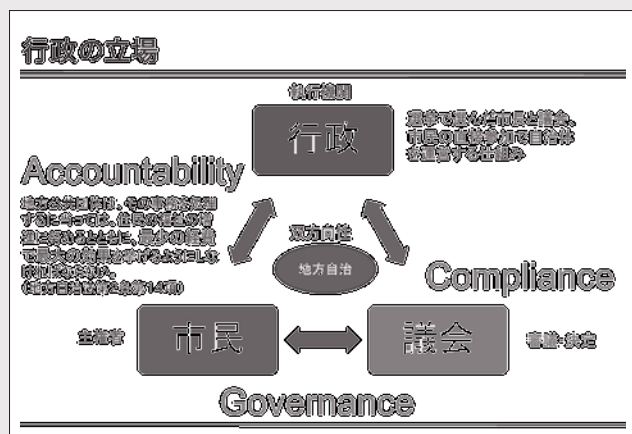 行政の立場
執行機関
行政
選挙で選んだ市長と議会、
市民の直接参加で自治体
を運営する仕組み
Accountability
地方公共団体は、その事務を処理
するに当っては、住民の福祉の増
進に努めるとともに、最少の経費
で最大の効果を挙げるようにしな
ければならない。
(地方自治法第2条第14項)
双方向性
地方自治
Compliance
主権者
市民
議会
審議・決定
Governance